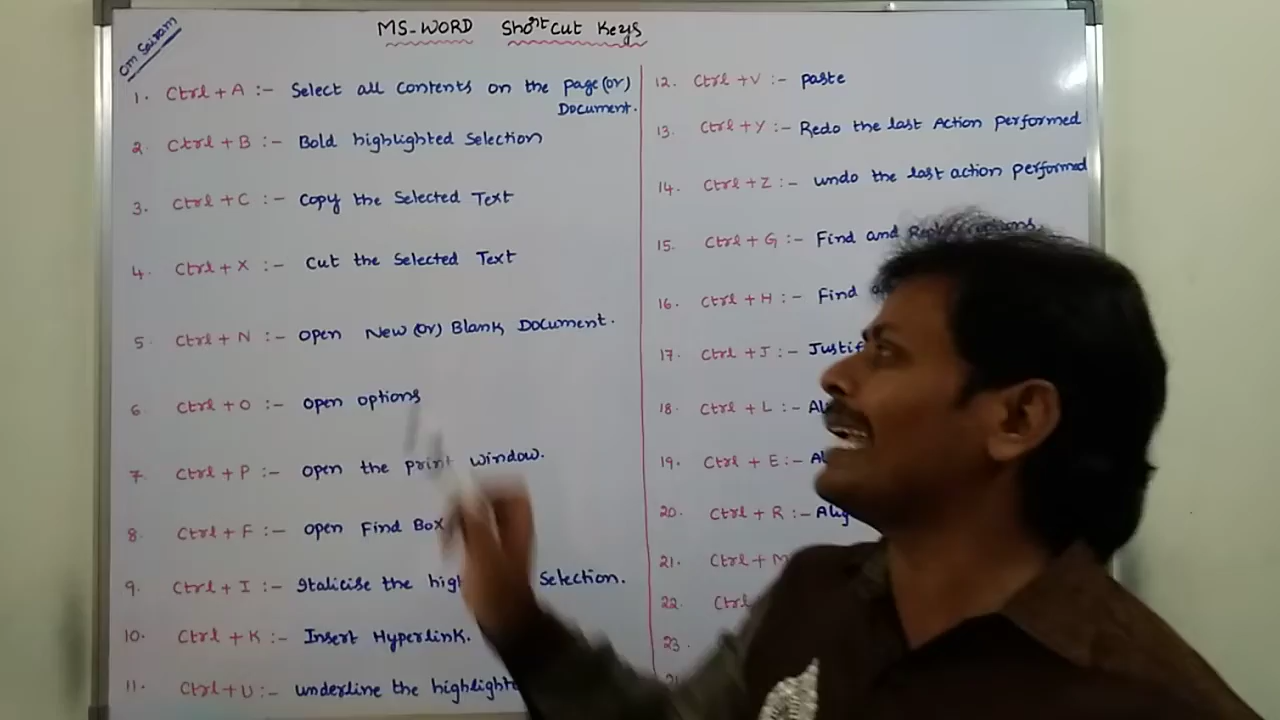 Om Sairam
MS-WORD Shortcut Keys
1. Ctrl + A :- Select all contents on the page (or)
Document.
2. Ctrl + B :- Bold highlighted Selection
3. Ctrl + C :- Copy the Selected Text
4. Ctrl + X :- Cut the Selected Text
5. Ctrl + N :- Open New (or) Blank Document.
6. Ctrl + O :- Open options
7. Ctrl + P :- Open the print window.
8. Ctrl + F :- Open Find Box
9. Ctrl + I :- Italicise the Selection.
10. Ctrl + K :- Insert Hyperlink.
11. Ctrl + U :- underline the
12. Ctrl + V :- paste
13. Ctrl + Y :- Redo the last Action performed
14. Ctrl + Z :- undo the last action performed
15. Ctrl + G :- Find and
16. Ctrl + H :- Find
17. Ctrl + J :-
18. Ctrl + L :-
19. Ctrl + E :-
20. Ctrl + R :-
21. Ctrl + M
22. Ctrl
23.